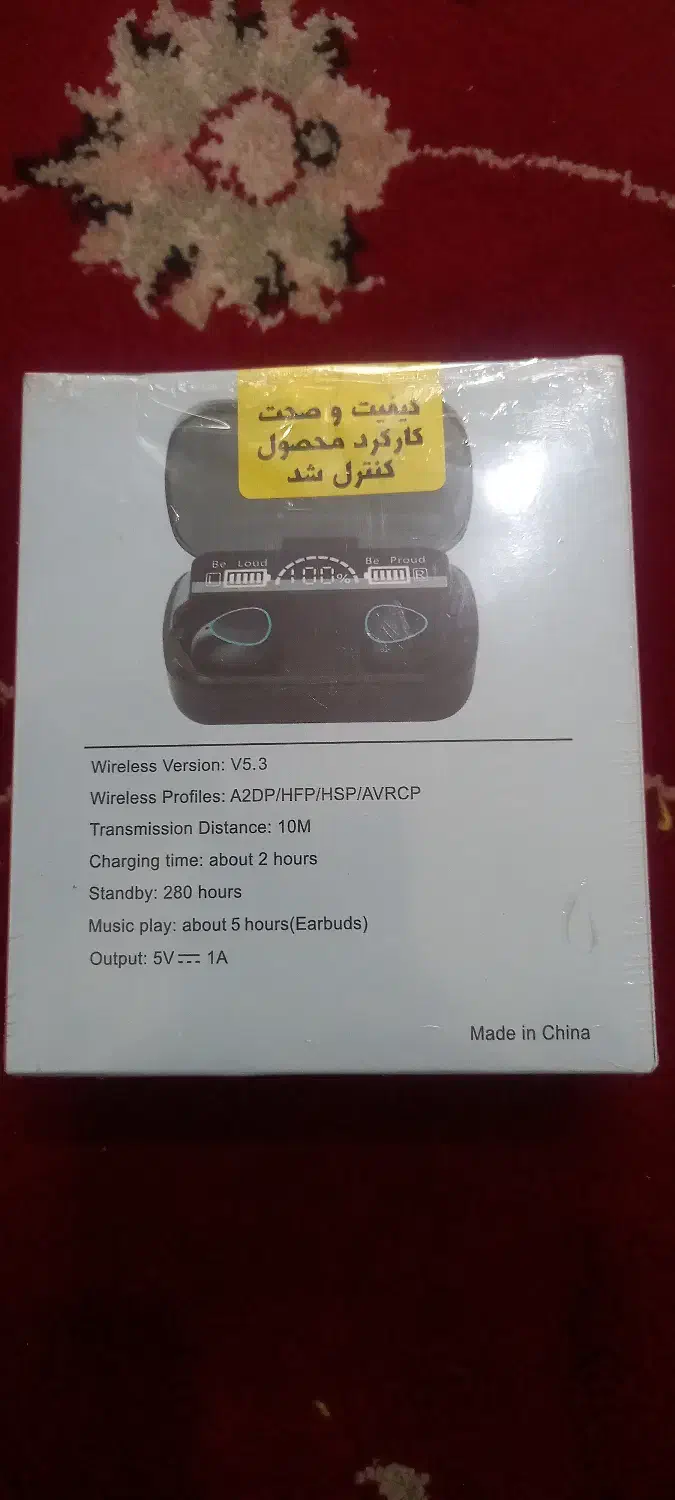 کیفیت و صحت
کارکرد محصول
کنترل شد
Be Loud
Be Proud
L
100%
R
Wireless Version: V5.3
Wireless Profiles: A2DP/HFP/HSP/AVRCP
Transmission Distance: 10M
Charging time: about 2 hours
Standby: 280 hours
Music play: about 5 hours(Earbuds)
Output: 5V⎓ 1A
Made in China